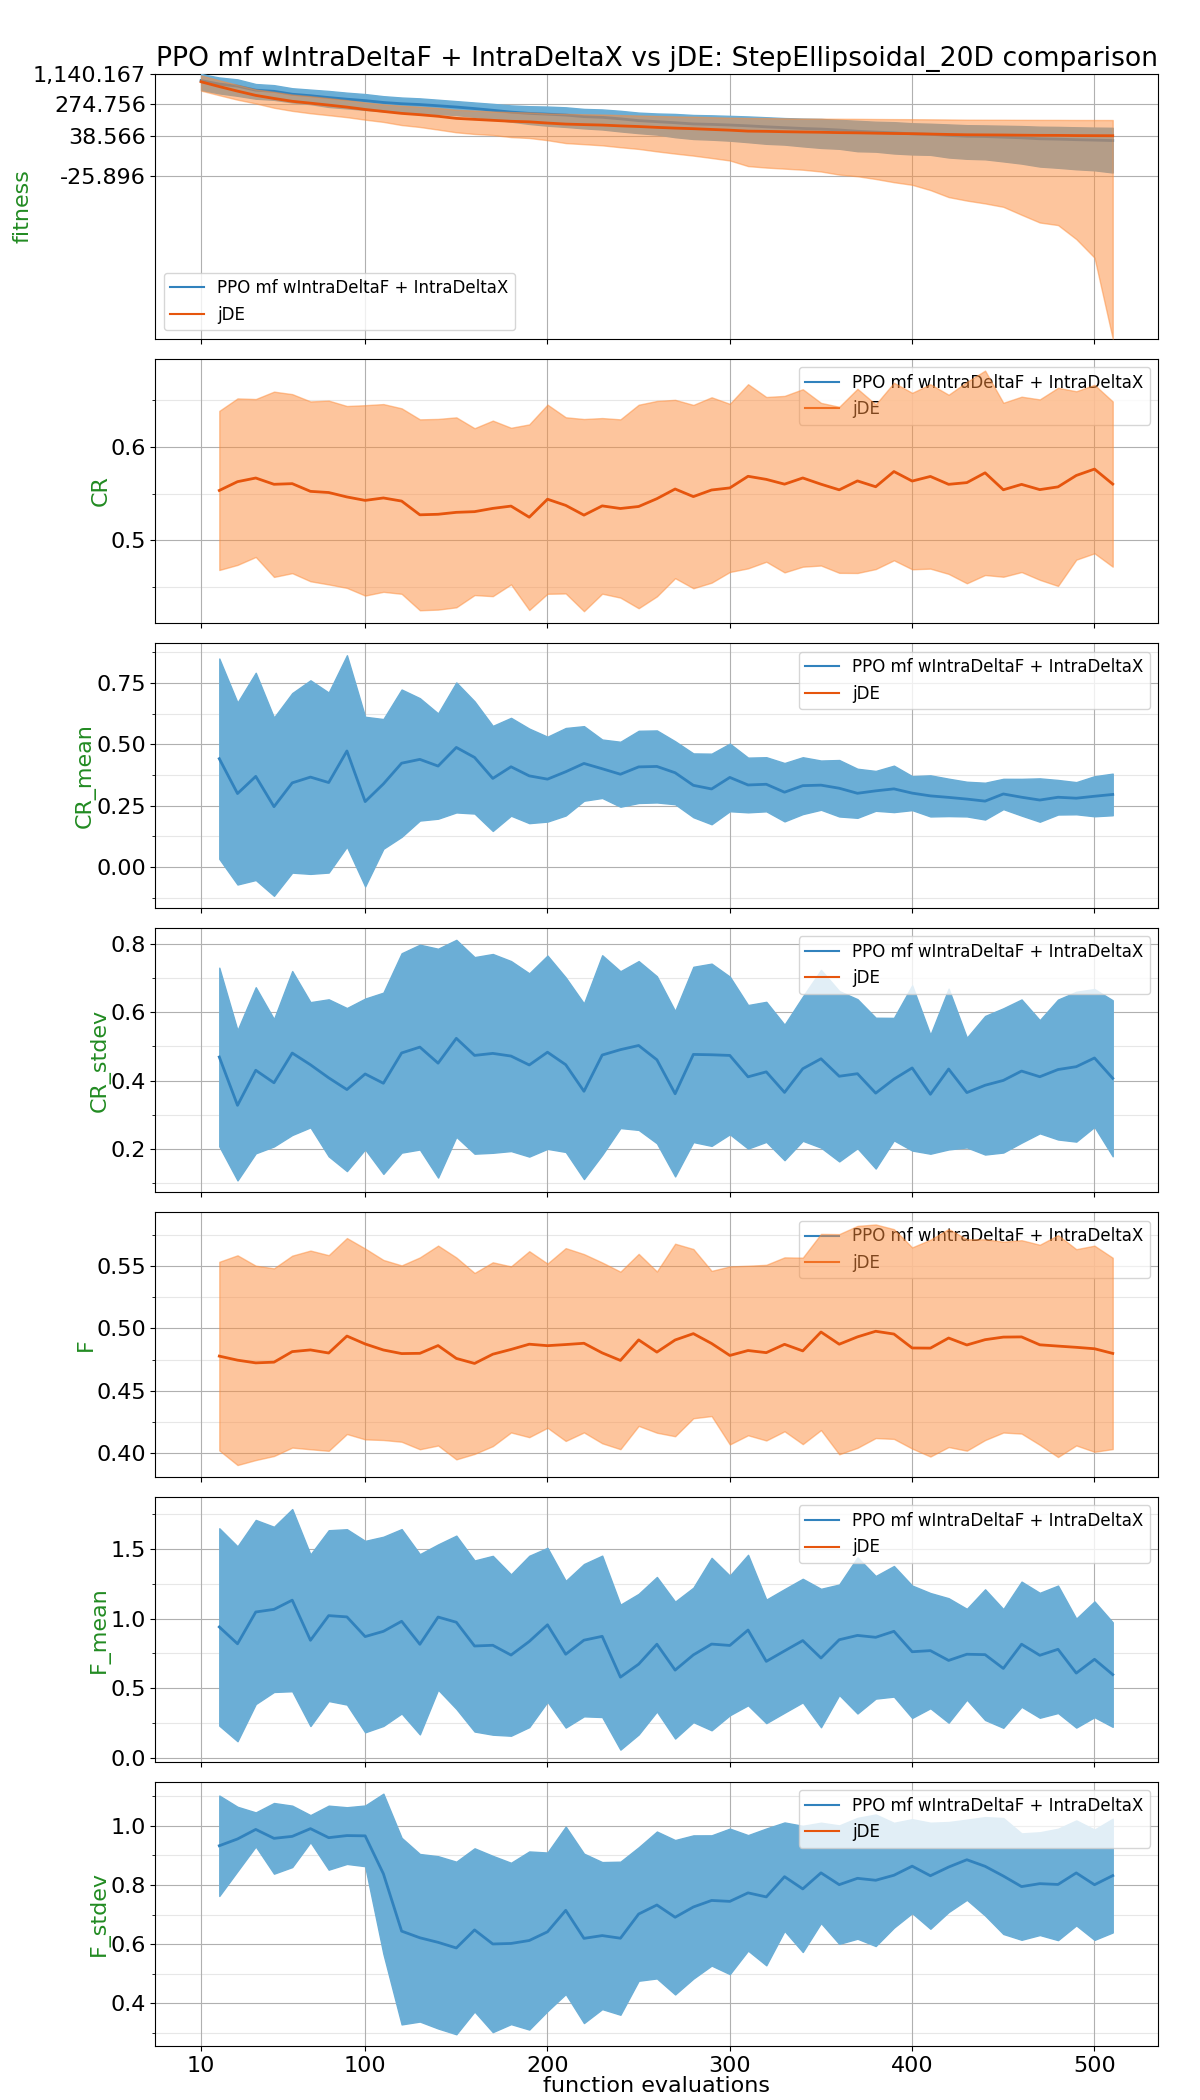 PPO mf wIntraDeltaF + IntraDeltaX vs jDE: StepEllipsoidal_20D comparison
1,140.167
274.756
38.566
-25.896
fitness
PPO mf wIntraDeltaF + IntraDeltaX
jDE
0.6
0.5
CR
PPO mf wIntraDeltaF + IntraDeltaX
jDE
0.75
0.50
0.25
0.00
CR_mean
PPO mf wIntraDeltaF + IntraDeltaX
jDE
0.8
0.6
0.4
0.2
CR_stdev
PPO mf wIntraDeltaF + IntraDeltaX
jDE
0.55
0.50
0.45
0.40
F
PPO mf wIntraDeltaF + IntraDeltaX
jDE
1.5
1.0
0.5
0.0
F_mean
PPO mf wIntraDeltaF + IntraDeltaX
jDE
1.0
0.8
0.6
0.4
F_stdev
PPO mf wIntraDeltaF + IntraDeltaX
jDE
10 100 200 300 400 500
function evaluations